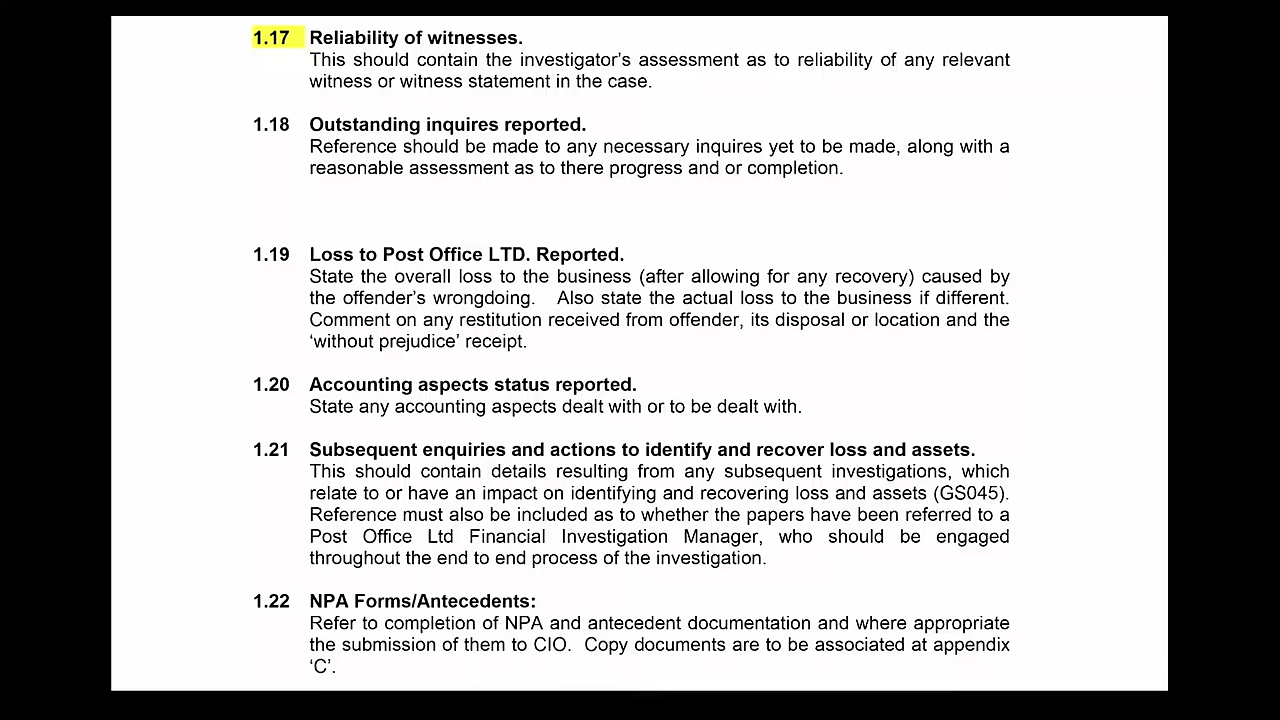 1.17 Reliability of witnesses.
This should contain the investigator's assessment as to reliability of any relevant
witness or witness statement in the case.
1.18 Outstanding inquires reported.
Reference should be made to any necessary inquires yet to be made, along with a
reasonable assessment as to there progress and or completion.
1.19 Loss to Post Office LTD. Reported.
State the overall loss to the business (after allowing for any recovery) caused by
the offender's wrongdoing. Also state the actual loss to the business if different.
Comment on any restitution received from offender, its disposal or location and the
'without prejudice' receipt.
1.20 Accounting aspects status reported.
State any accounting aspects dealt with or to be dealt with.
1.21 Subsequent enquiries and actions to identify and recover loss and assets.
This should contain details resulting from any subsequent investigations, which
relate to or have an impact on identifying and recovering loss and assets (GS045).
Reference must also be included as to whether the papers have been referred to a
Post Office Ltd Financial Investigation Manager, who should be engaged
throughout the end to end process of the investigation.
1.22 NPA Forms/Antecedents:
Refer to completion of NPA and antecedent documentation and where appropriate
the submission of them to CIO. Copy documents are to be associated at appendix
'C'.